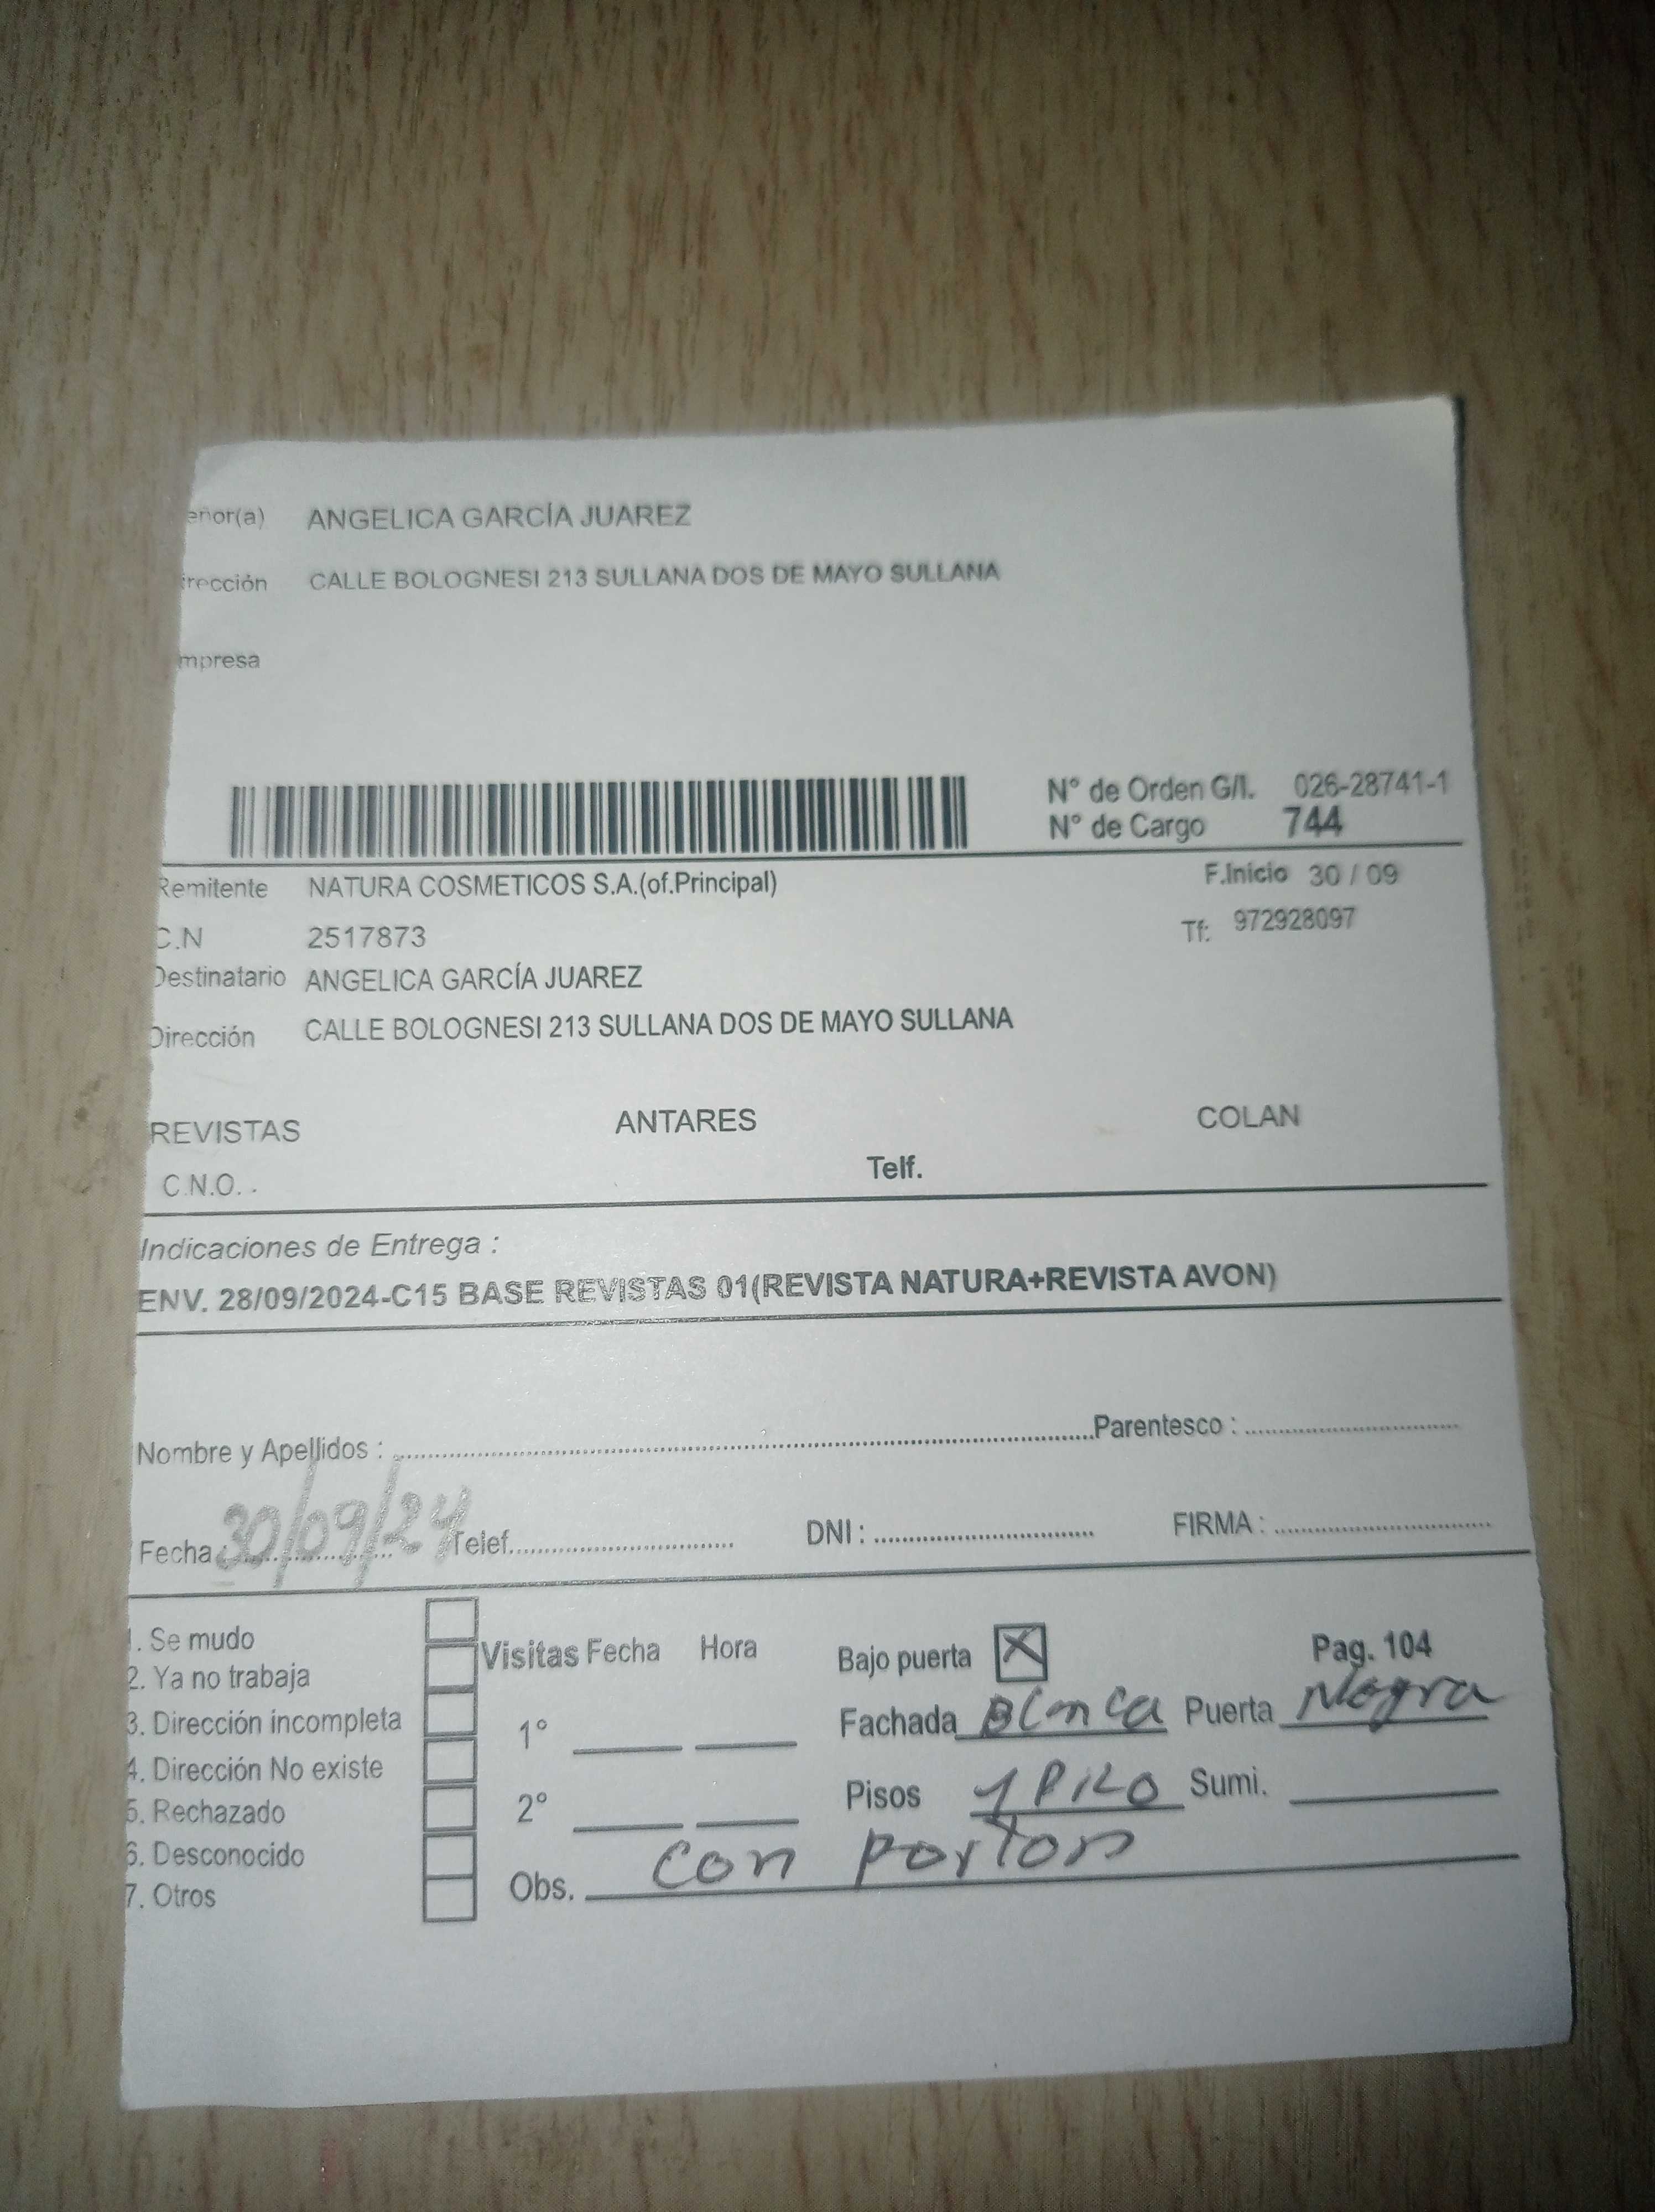 eñor(a) ANGELICA GARCÍA JUAREZ
irección CALLE BOLOGNESI 213 SULLANA DOS DE MAYO SULLANA
mpresa
N° de Orden G/I. 026-28741-1
N° de Cargo 744
Remitente NATURA COSMETICOS S.A.(of.Principal) F.Inicio 30 / 09
C.N 2517873 Tf: 972928097
Destinatario ANGELICA GARCÍA JUAREZ
Dirección CALLE BOLOGNESI 213 SULLANA DOS DE MAYO SULLANA
REVISTAS ANTARES COLAN
C.N.O. . Telf.
Indicaciones de Entrega :
ENV. 28/09/2024-C15 BASE REVISTAS 01(REVISTA NATURA+REVISTA AVON)
Nombre y Apellidos : Parentesco :
Fecha 30/09/24 Telef. DNI : FIRMA :
1. Se mudo
2. Ya no trabaja
3. Dirección incompleta
4. Dirección No existe
5. Rechazado
6. Desconocido
7. Otros
Visitas Fecha Hora
1°
2°
Bajo puerta X Pag. 104
Fachada Blanca Puerta Negra
Pisos 1 Piso Sumi.
Obs. con porton